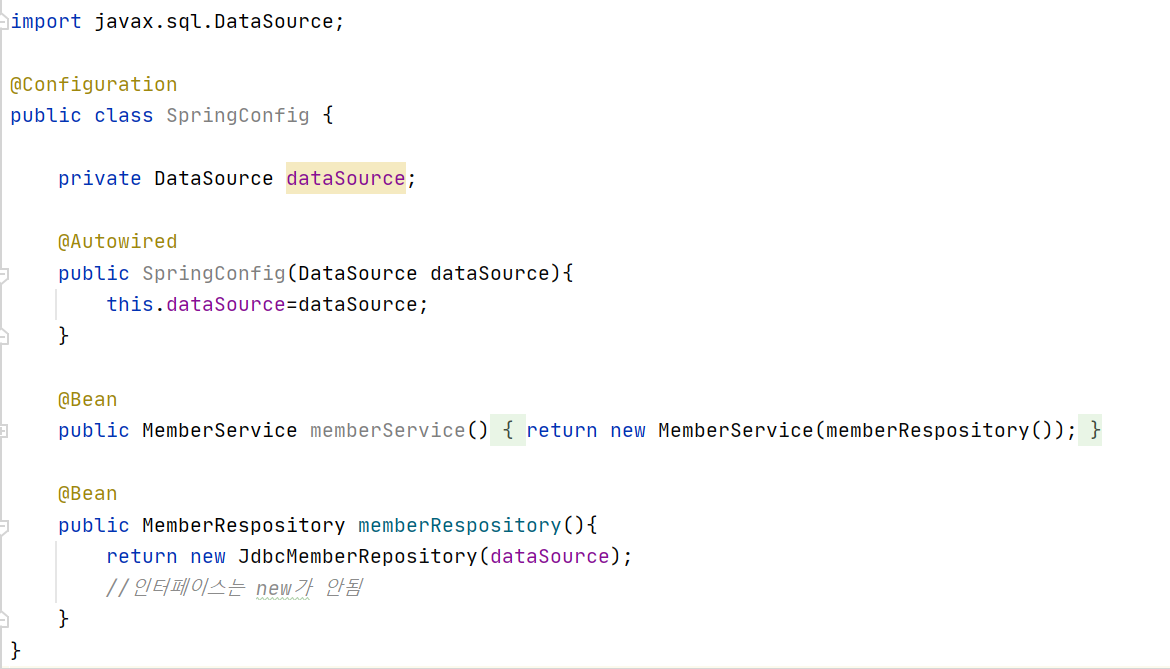 import javax.sql.DataSource;
@Configuration
public class SpringConfig {
private DataSource dataSource;
@Autowired
public SpringConfig(DataSource dataSource){
this.dataSource=dataSource;
}
@Bean
public MemberService memberService() { return new MemberService(memberRespository()); }
@Bean
public MemberRespository memberRespository(){
return new JdbcMemberRepository(dataSource);
//인터페이스는 new가 안됨
}
}